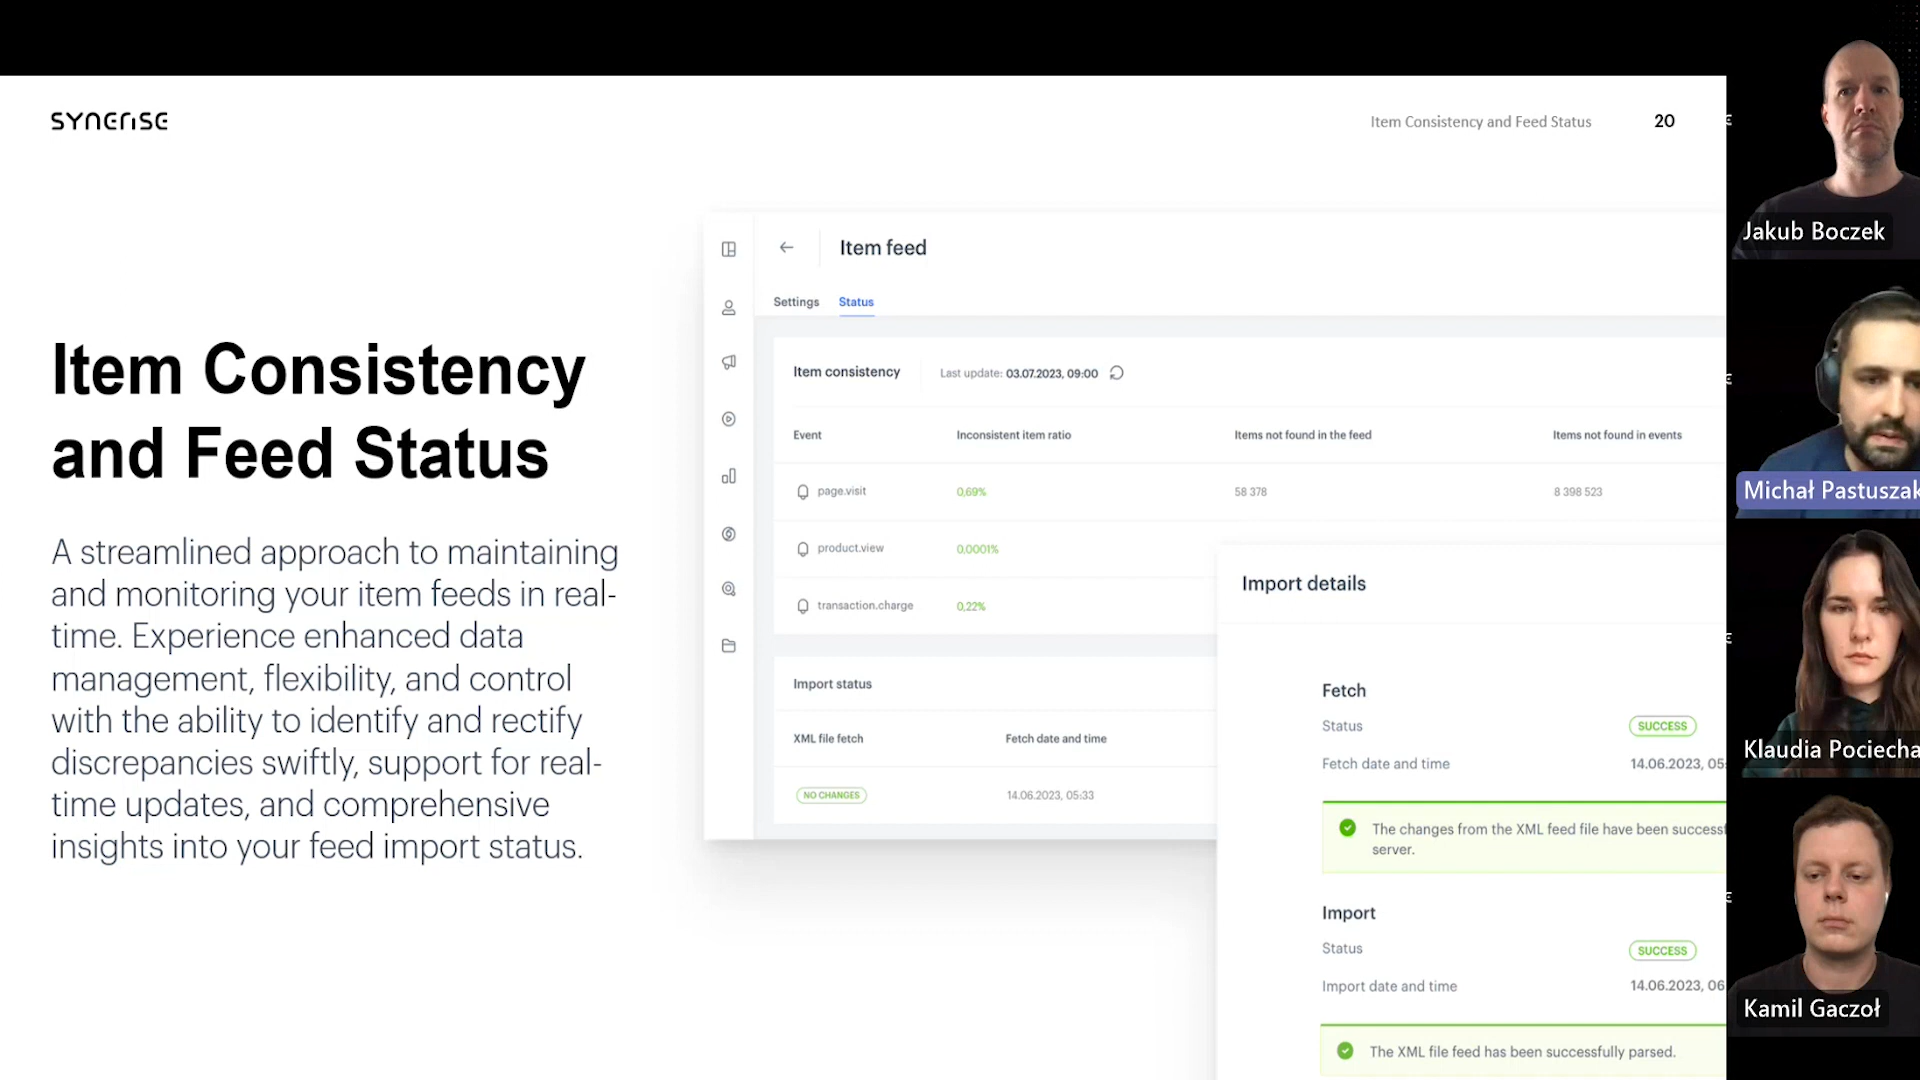 SYNERISE
Item Consistency and Feed Status 20
Item Consistency
and Feed Status
A streamlined approach to maintaining
and monitoring your item feeds in real-
time. Experience enhanced data
management, flexibility, and control
with the ability to identify and rectify
discrepancies swiftly, support for real-
time updates, and comprehensive
insights into your feed import status.
Item feed
Settings Status
Item consistency Last update: 03.07.2023, 09:00
Event Inconsistent item ratio Items not found in the feed Items not found in events
page.visit 0,69% 58 378 8 398 523
product.view 0,0001%
transaction.charge 0,22%
Import status
XML file fetch Fetch date and time
NO CHANGES 14.06.2023, 05:33
Import details
Fetch
Status SUCCESS
Fetch date and time 14.06.2023, 05:
The changes from the XML feed file have been successf
server.
Import
Status SUCCESS
Import date and time 14.06.2023, 06
The XML file feed has been successfully parsed.
Jakub Boczek
Michał Pastuszak
Klaudia Pociecha
Kamil Gaczoł